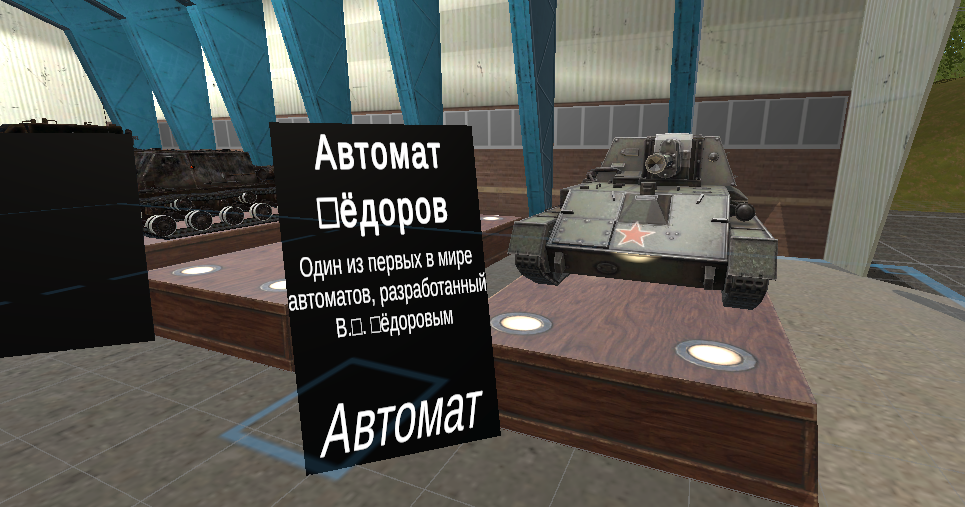 Автомат
□ёдоров
Один из первых в мире
автоматов, разработанный
В.□. □ёдоровым
Автомат